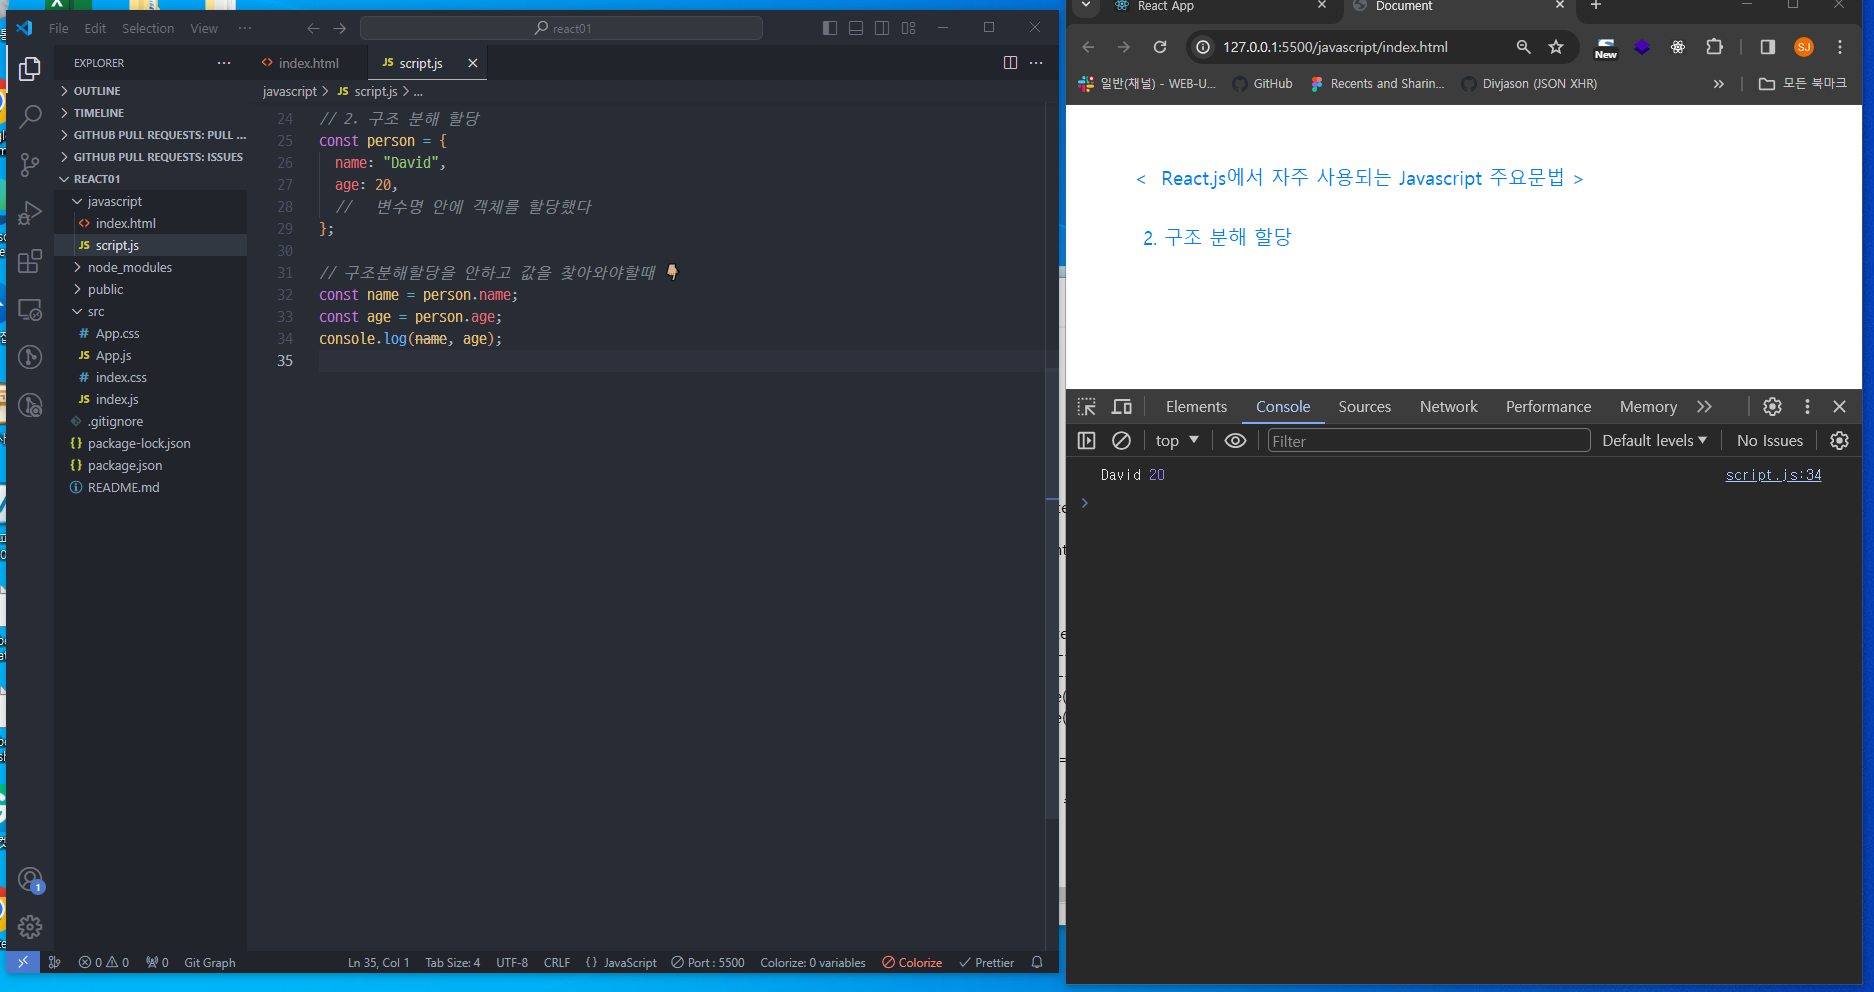 File Edit Selection View ···
react01
EXPLORER ···
OUTLINE
TIMELINE
GITHUB PULL REQUESTS: PULL ...
GITHUB PULL REQUESTS: ISSUES
REACT01
javascript
<> index.html
JS script.js
node_modules
public
src
# App.css
JS App.js
# index.css
JS index.js
.gitignore
{} package-lock.json
{} package.json
README.md
<> index.html
JS script.js
javascript > JS script.js > ...
24 // 2. 구조 분해 할당
25 const person = {
26 name: "David",
27 age: 20,
28 // 변수명 안에 객체를 할당했다
29 };
30
31 // 구조분해할당을 안하고 값을 찾아와야할때 👇
32 const name = person.name;
33 const age = person.age;
34 console.log(name, age);
35
1
0 0 0 Git Graph Ln 35, Col 1 Tab Size: 4 UTF-8 CRLF {} JavaScript Port : 5500 Colorize: 0 variables Colorize Prettier
React App
Document
127.0.0.1:5500/javascript/index.html
New
SJ
일반(채널) - WEB-U... GitHub Recents and Sharin... Divjason (JSON XHR) » 모든 북마크
< React.js에서 자주 사용되는 Javascript 주요문법 >
2. 구조 분해 할당
Elements Console Sources Network Performance Memory
top Filter Default levels No Issues
David 20 script.js:34